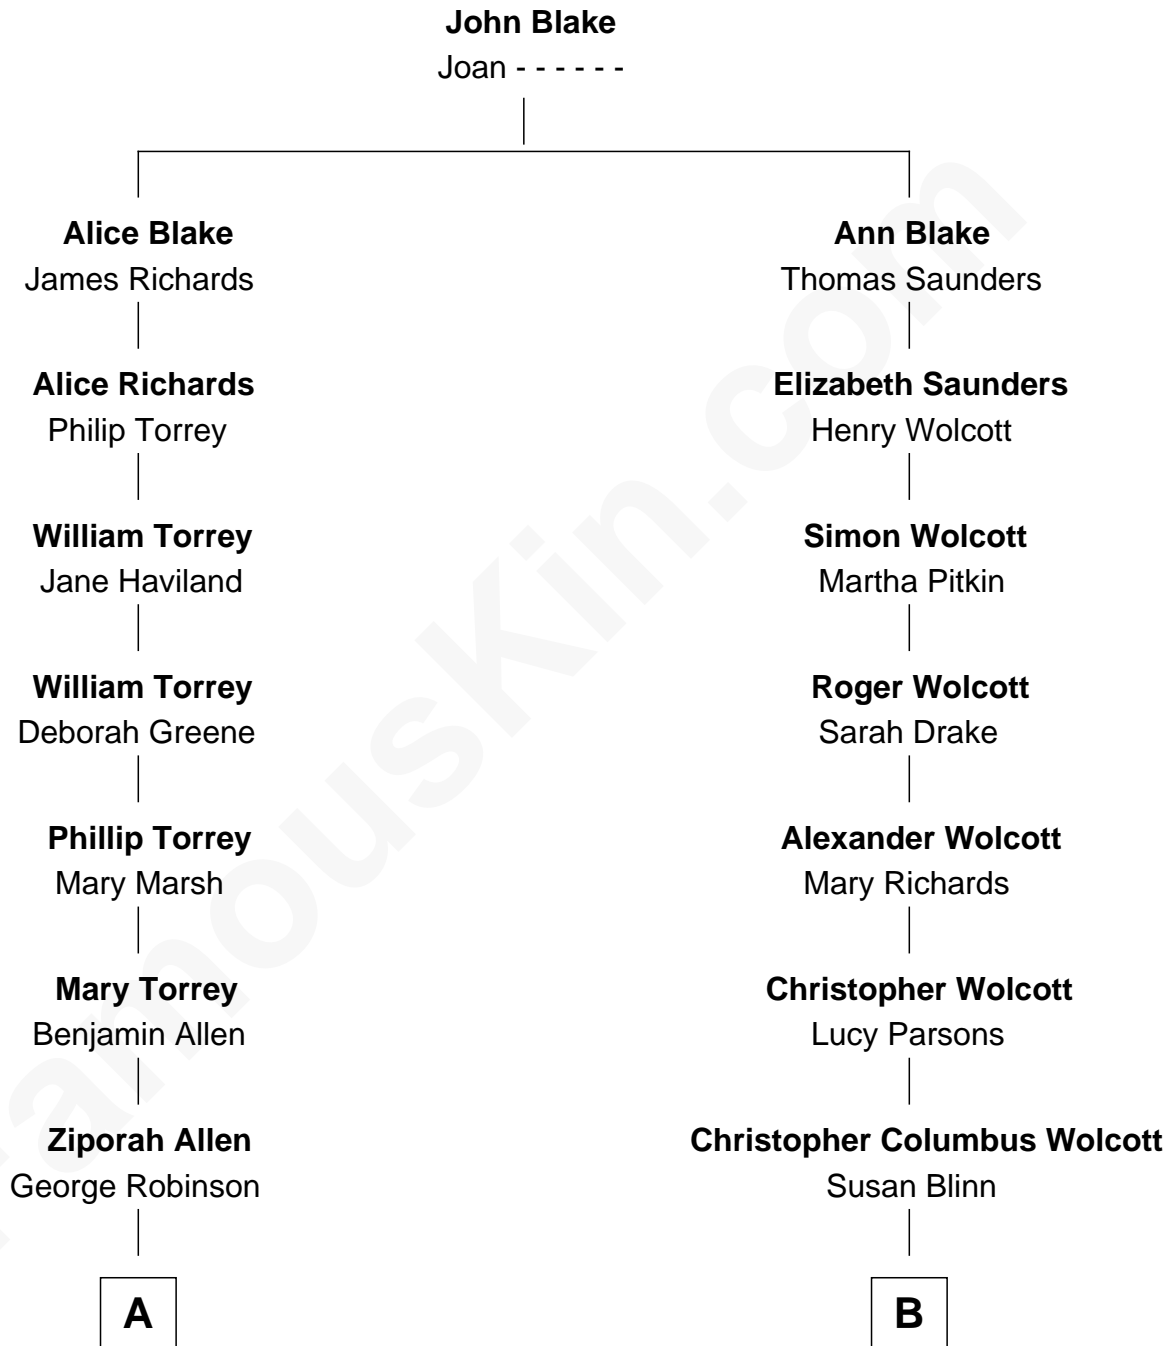 John Blake
Joan - - - - - -
Alice Blake
James Richards
Ann Blake
Thomas Saunders
Alice Richards
Philip Torrey
Elizabeth Saunders
Henry Wolcott
William Torrey
Jane Haviland
Simon Wolcott
Martha Pitkin
William Torrey
Deborah Greene
Roger Wolcott
Sarah Drake
Phillip Torrey
Mary Marsh
Alexander Wolcott
Mary Richards
Mary Torrey
Benjamin Allen
Christopher Wolcott
Lucy Parsons
Ziporah Allen
George Robinson
Christopher Columbus Wolcott
Susan Blinn
A
B
FamousKin.com